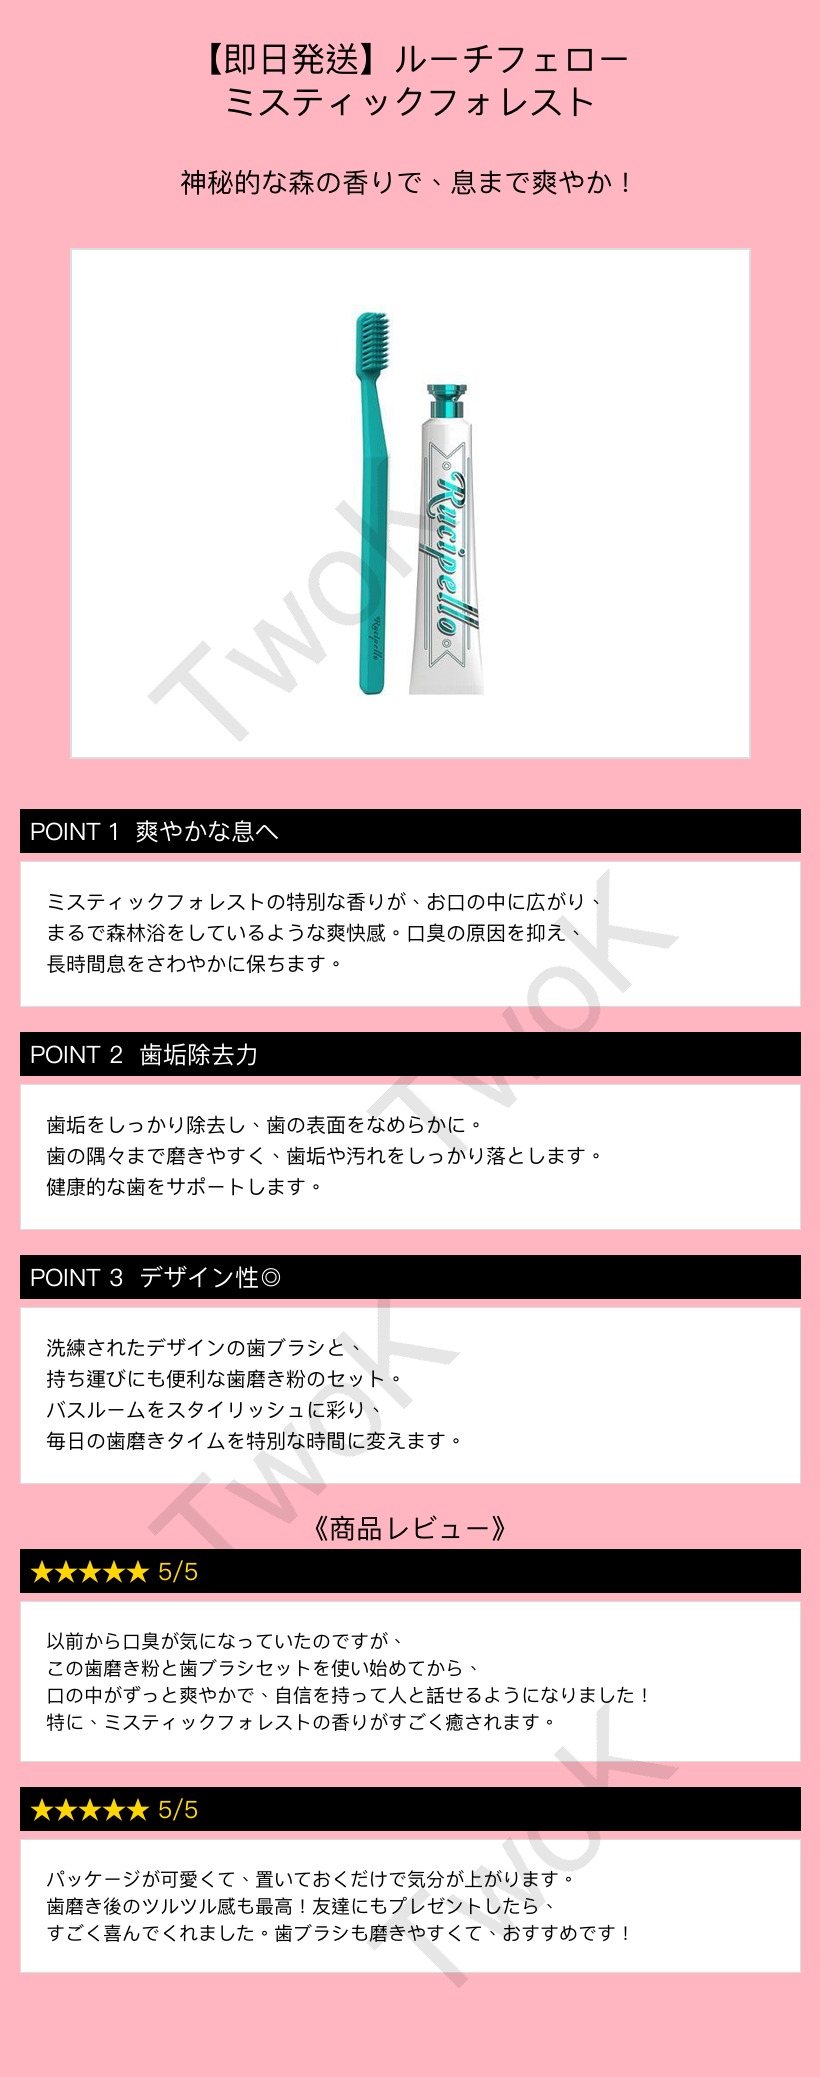 【即日発送】ルーチフェロー
ミスティックフォレスト
神秘的な森の香りで、息まで爽やか！
Rucipello
Rucipello
TwoK
POINT 1 爽やかな息へ
ミスティックフォレストの特別な香りが、お口の中に広がり、
まるで森林浴をしているような爽快感。口臭の原因を抑え、
長時間息をさわやかに保ちます。
TwoK
POINT 2 歯垢除去力
歯垢をしっかり除去し、歯の表面をなめらかに。
歯の隅々まで磨きやすく、歯垢や汚れをしっかり落とします。
健康的な歯をサポートします。
POINT 3 デザイン性◎
洗練されたデザインの歯ブラシと、
持ち運びにも便利な歯磨き粉のセット。
バスルームをスタイリッシュに彩り、
毎日の歯磨きタイムを特別な時間に変えます。
TwoK
《商品レビュー》
★★★★★ 5/5
以前から口臭が気になっていたのですが、
この歯磨き粉と歯ブラシセットを使い始めてから、
口の中がずっと爽やかで、自信を持って人と話せるようになりました！
特に、ミスティックフォレストの香りがすごく癒されます。
★★★★★ 5/5
パッケージが可愛くて、置いておくだけで気分が上がります。
歯磨き後のツルツル感も最高！友達にもプレゼントしたら、
すごく喜んでくれました。歯ブラシも磨きやすくて、おすすめです！
TwoK